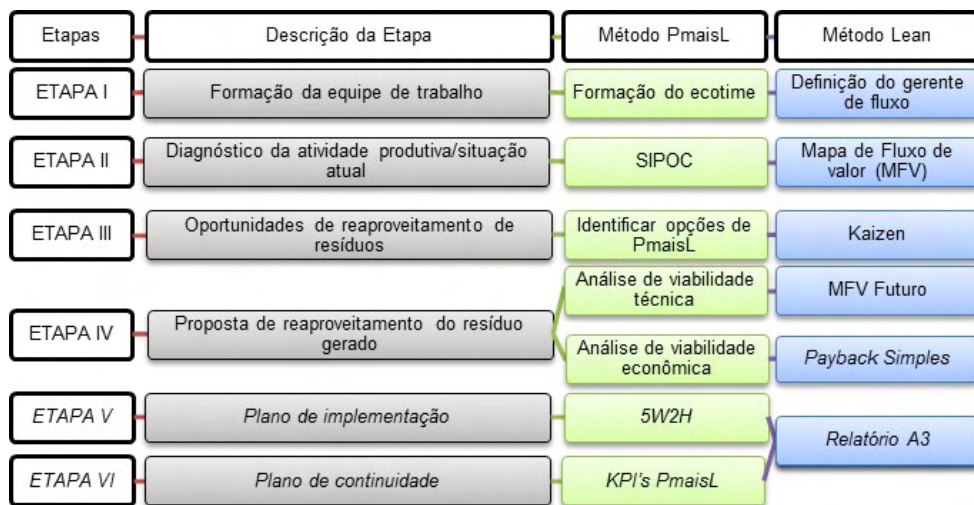 Etapas
Descrição da Etapa
Método PmaisL
Método Lean
ETAPA I
Formação da equipe de trabalho
Formação do ecotime
Definição do gerente
de fluxo
ETAPA II
Diagnóstico da atividade produtiva/situação
atual
SIPOC
Mapa de Fluxo de
valor (MFV)
ETAPA III
Oportunidades de reaproveitamento de
resíduos
Identificar opções de
PmaisL
Kaizen
ETAPA IV
Proposta de reaproveitamento do resíduo
gerado
Análise de viabilidade
técnica
MFV Futuro
Análise de viabilidade
econômica
Payback Simples
ETAPA V
Plano de implementação
5W2H
Relatório A3
ETAPA VI
Plano de continuidade
KPI's PmaisL